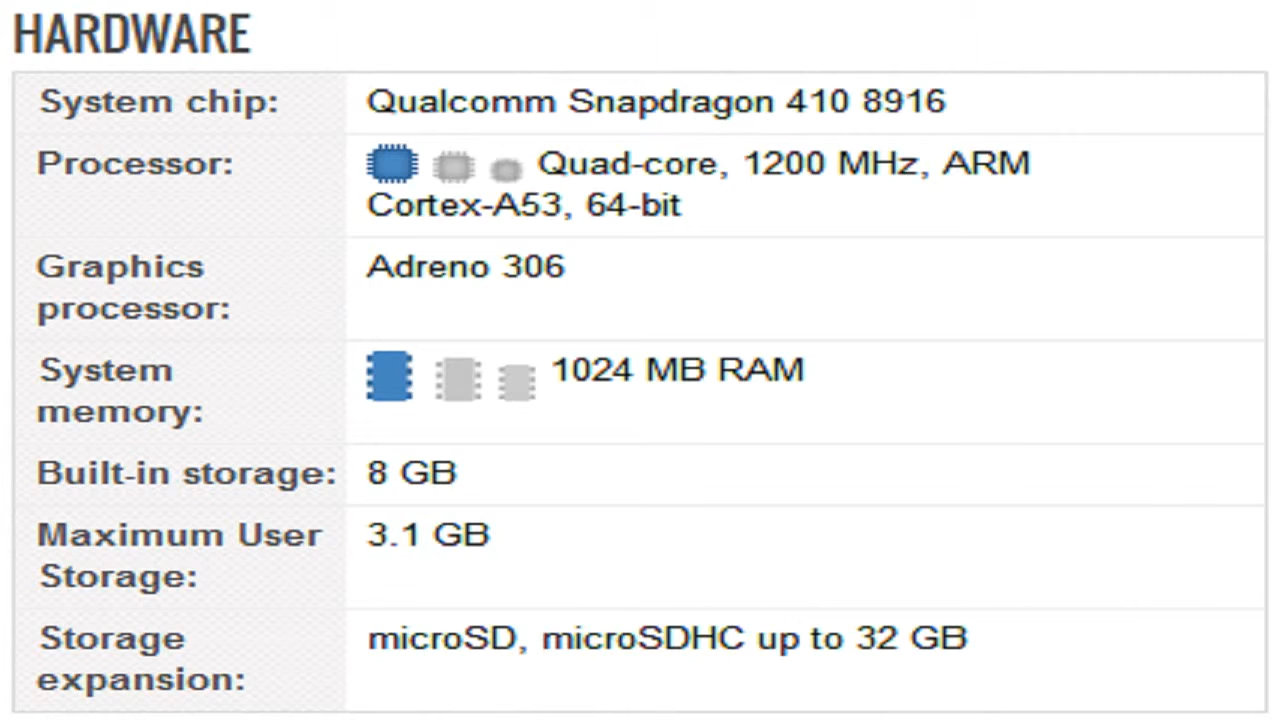 HARDWARE
System chip: Qualcomm Snapdragon 410 8916
Processor: Quad-core, 1200 MHz, ARM
Cortex-A53, 64-bit
Graphics Adreno 306
processor:
System 1024 MB RAM
memory:
Built-in storage: 8 GB
Maximum User 3.1 GB
Storage:
Storage microSD, microSDHC up to 32 GB
expansion: